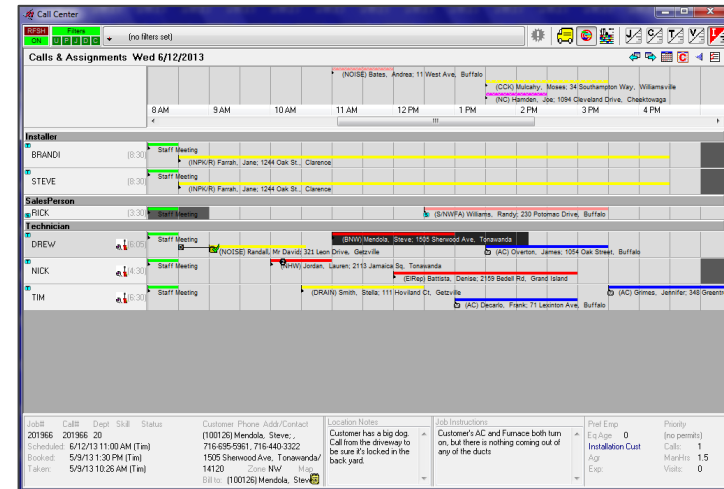 Call Center
RFSH Filters
ON U P J D C (no filters set)
Calls & Assignments Wed 6/12/2013
(NOISE) Bates, Andrea; 11 West Ave, Buffalo
(CCK) Mulcahy, Moses; 34 Southampton Way, Williamsville
(NC) Hamden, Joe; 1094 Cleveland Drive, Cheektowaga
8 AM 9 AM 10 AM 11 AM 12 PM 1 PM 2 PM 3 PM 4 PM
Installer
BRANDI (8:30) Staff Meeting
(INPK/R) Farrah, Jane; 1244 Oak St., Clarence
STEVE (8:30) Staff Meeting
(INPK/R) Farrah, Jane; 1244 Oak St., Clarence
SalesPerson
RICK (3:30) Staff Meeting (S/NWFA) Williams, Randy; 230 Potomac Drive, Buffalo
Technician
DREW (6:05) Staff Meeting (BNW) Mendola, Steve; 1505 Sherwood Ave, Tonawanda
(NOISE) Randall, Mr David; 321 Leon Drive, Getzville (AC) Overton, James; 1054 Oak Street, Buffalo
NICK (4:30) Staff Meeting (NHW) Jordan, Lauren; 2113 Jamaica Sq, Tonawanda
(ElRep) Battista, Denise; 2159 Bedell Rd, Grand Island
TIM (6:30) Staff Meeting (DRAIN) Smith, Stella; 111 Hoviland Ct, Getzville (AC) Grimes, Jennifer; 348 Greentr
(AC) Decarlo, Frank; 71 Lexinton Ave, Buffalo
Job# Call# Dept Skill Status Customer Phone Addr/Contact Location Notes Job Instructions Pref Emp Priority
201966 201966 20 (100126) Mendola, Steve; , Customer has a big dog. Customer's AC and Furnace both turn Eq Age 0 (no permits)
Scheduled: 6/12/13 11:00 AM (Tim) 716-695-5961, 716-440-3322 Call from the driveway to on, but there is nothing coming out of Installation Cust Calls: 1
Booked: 5/9/13 1:30 PM (Tim) 1505 Sherwood Ave, Tonawanda/ be sure it's locked in the any of the ducts Agr ManHrs 1.5
Taken: 5/9/13 10:26 AM (Tim) 14120 Zone NW Map back yard. Exp: Visits: 0
Bill to: (100126) Mendola, Steve